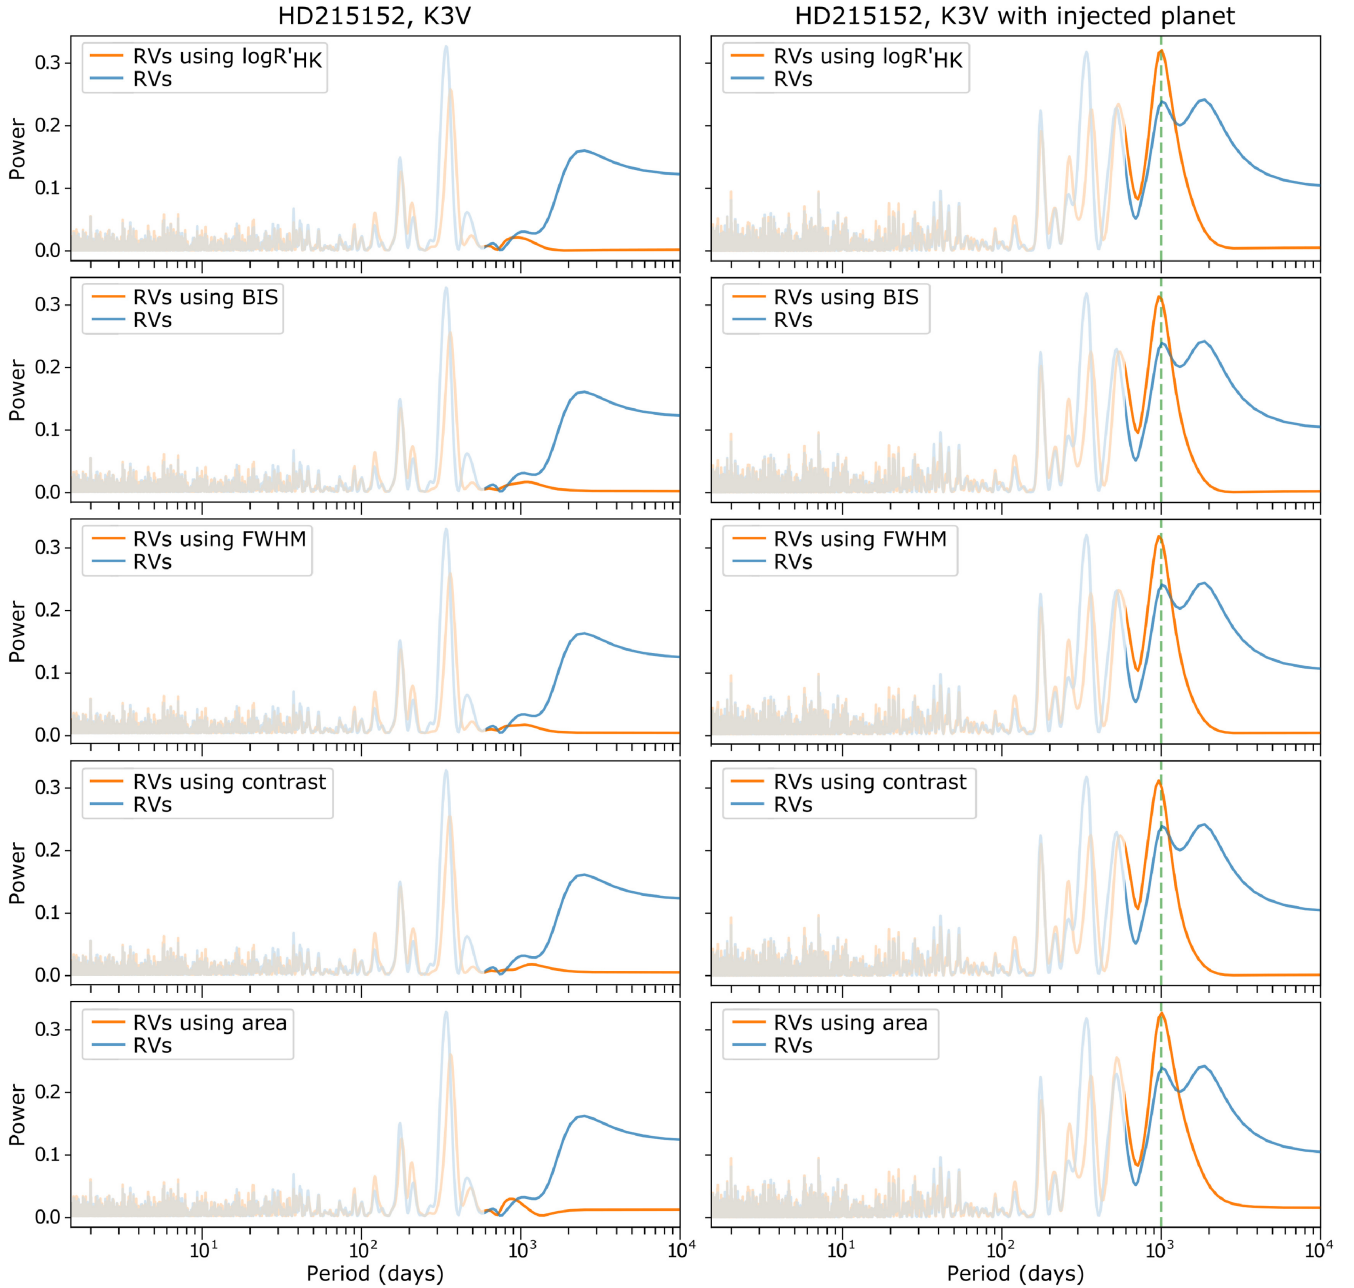 HD215152, K3V
HD215152, K3V with injected planet
RVs using logR'HK
RVs
0.3
0.2
0.1
0.0
Power
RVs using logR'HK
RVs
RVs using BIS
RVs
0.3
0.2
0.1
0.0
Power
RVs using BIS
RVs
RVs using FWHM
RVs
0.3
0.2
0.1
0.0
Power
RVs using FWHM
RVs
RVs using contrast
RVs
0.3
0.2
0.1
0.0
Power
RVs using contrast
RVs
RVs using area
RVs
0.3
0.2
0.1
0.0
Power
RVs using area
RVs
10¹ 10² 10³ 10⁴
Period (days)
10¹ 10² 10³ 10⁴
Period (days)